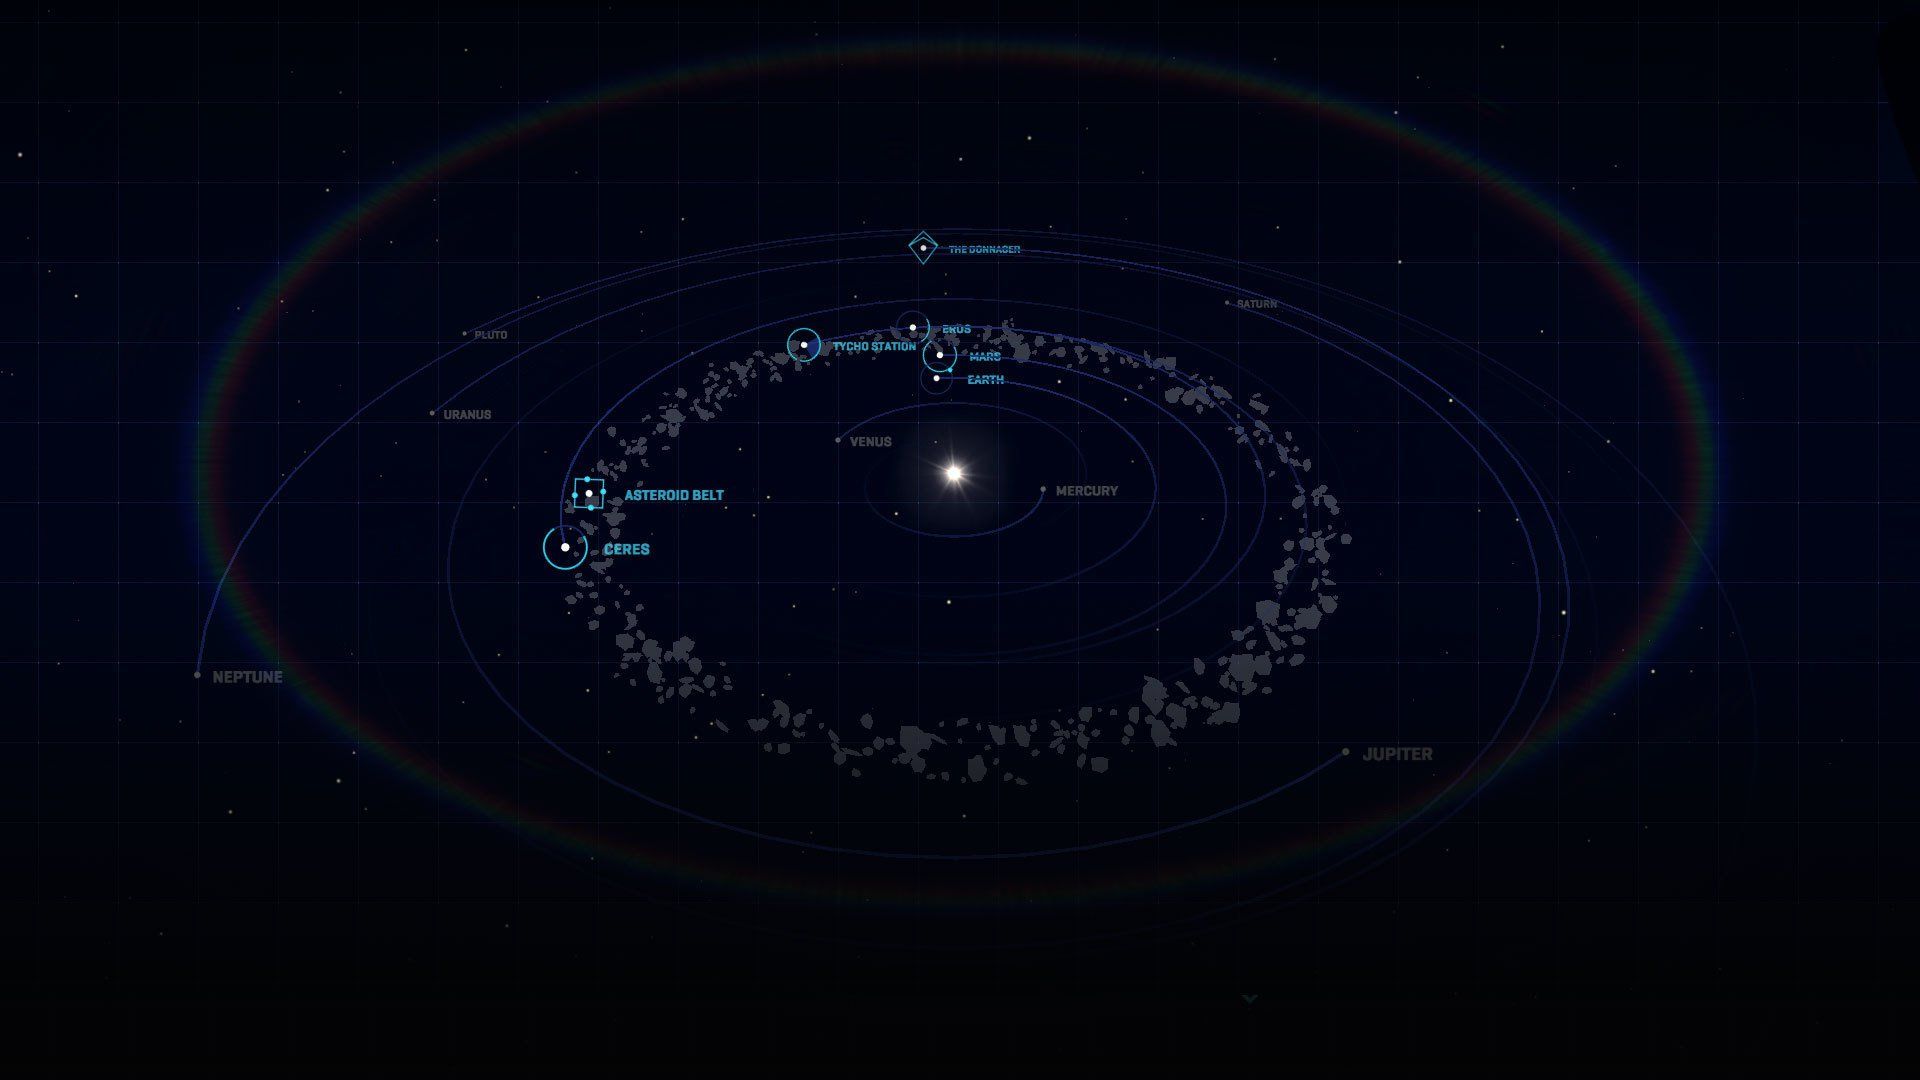 THE DONNAGER
SATURN
EROS
PLUTO
TYCHO STATION
MARS
EARTH
URANUS
VENUS
MERCURY
ASTEROID BELT
CERES
NEPTUNE
JUPITER